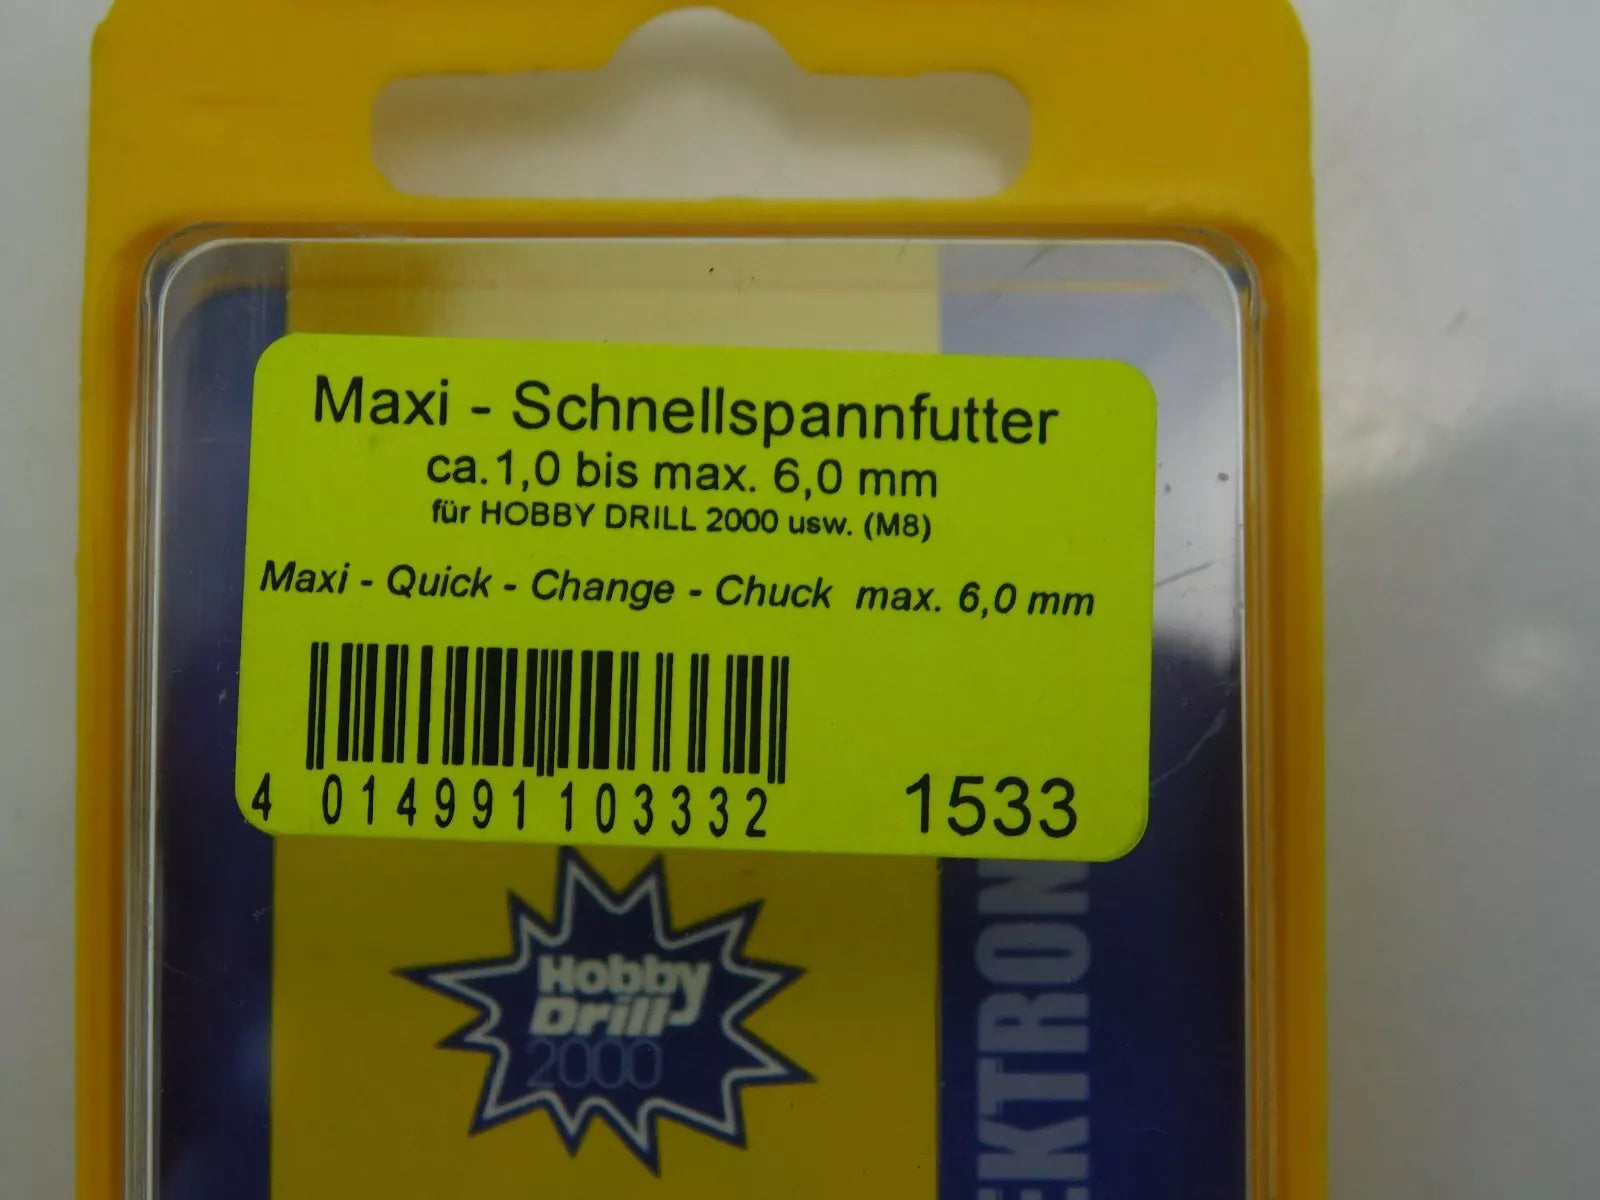 Maxi - Schnellspannfutter
ca.1,0 bis max. 6,0 mm
für HOBBY DRILL 2000 usw. (M8)
Maxi - Quick - Change - Chuck max. 6,0 mm
4 014991 103332
1533
Hobby
Drill
2000
EKTRON